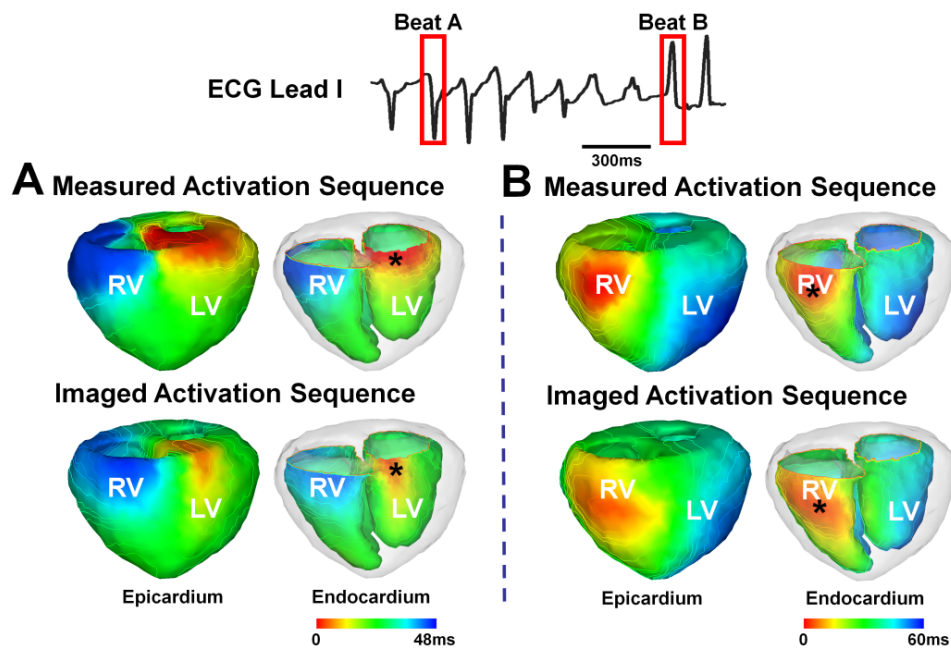 Beat A
Beat B
ECG Lead I
300ms
A
Measured Activation Sequence
RV
LV
RV
*
LV
Imaged Activation Sequence
RV
LV
RV
*
LV
Epicardium
Endocardium
0
48ms
B
Measured Activation Sequence
RV
LV
RV
*
LV
Imaged Activation Sequence
RV
LV
RV
*
LV
Epicardium
Endocardium
0
60ms